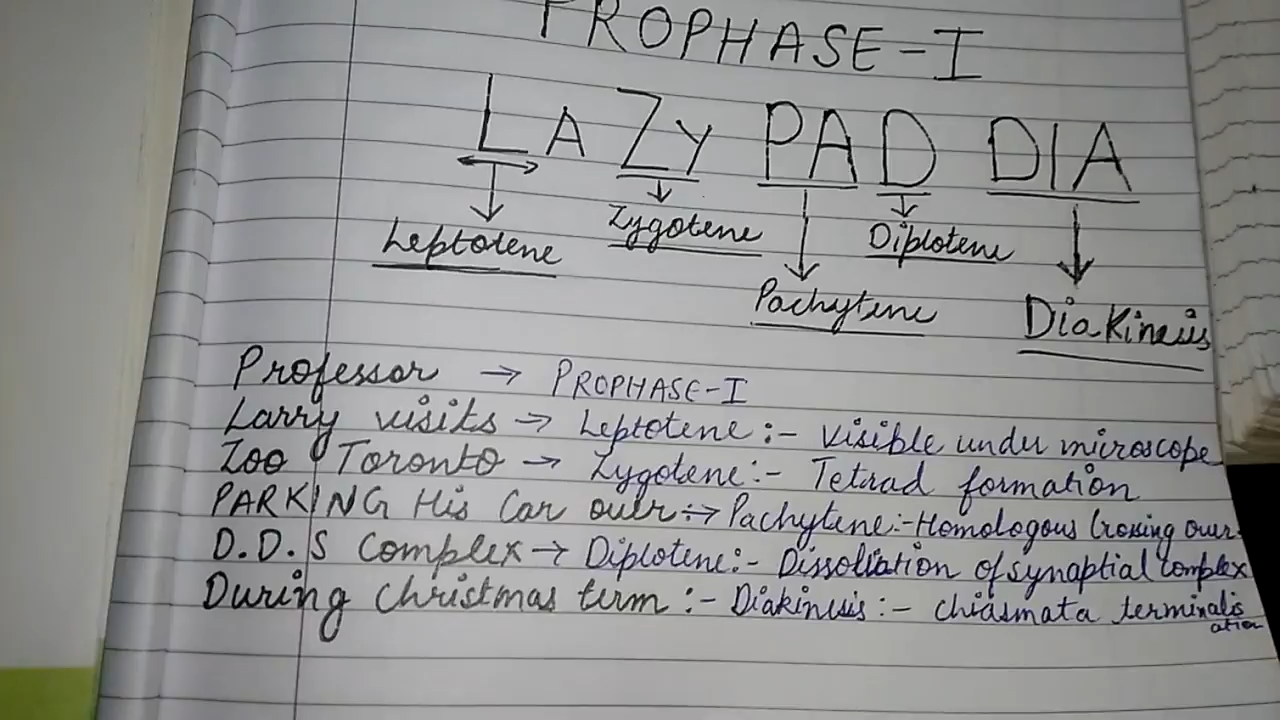 PROPHASE-I
LAZY PAD DIA
Leptotene Zygotene Pachytene Diplotene Diakinesis
Professor → PROPHASE-I
Larry visits → Leptotene :- visible under microscope
Zoo Toronto → Zygotene:- Tetrad formation
PARKING His Car over :→ Pachytene:-Homologous Crossing over.
D.D.S Complex → Diplotene:- Dissoliation of synaptial complex
During Christmas term :- Diakinesis :- chiasmata terminalis
ation